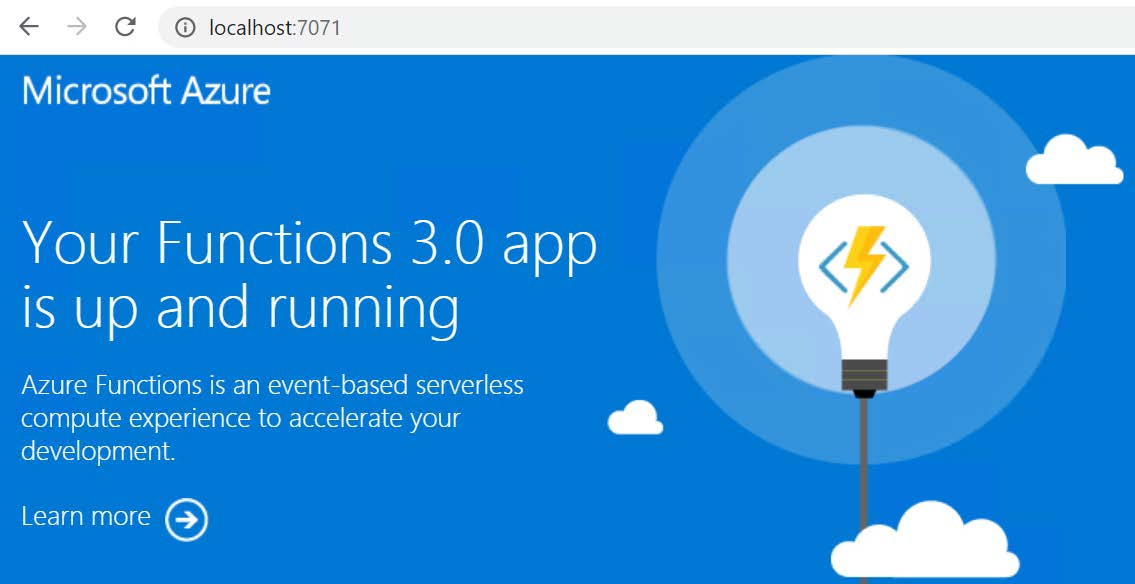 localhost:7071
Microsoft Azure
Your Functions 3.0 app
is up and running
Azure Functions is an event-based serverless
compute experience to accelerate your
development.
Learn more